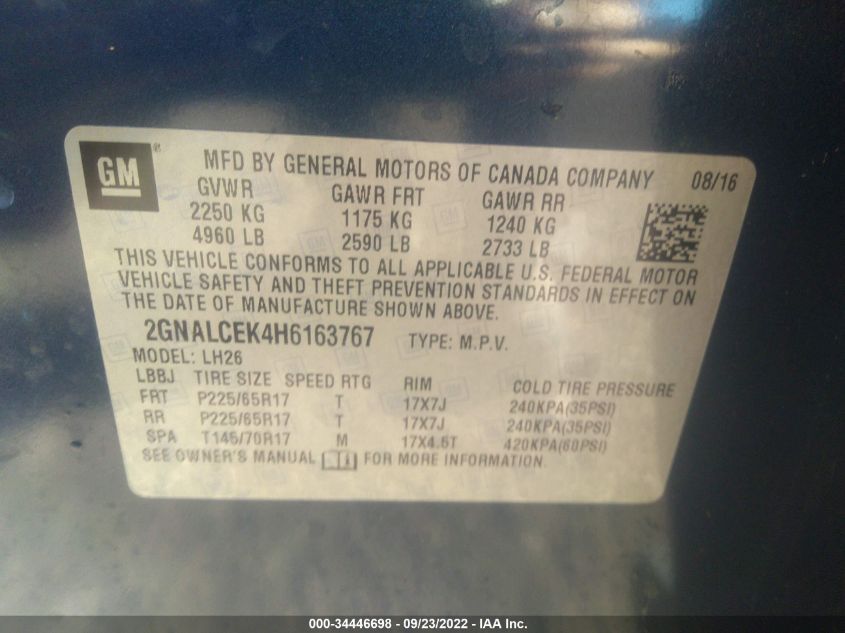 GM ®
MFD BY GENERAL MOTORS OF CANADA COMPANY 08/16
GVWR GAWR FRT GAWR RR
2250 KG 1175 KG 1240 KG
4960 LB 2590 LB 2733 LB
THIS VEHICLE CONFORMS TO ALL APPLICABLE U.S. FEDERAL MOTOR
VEHICLE SAFETY AND THEFT PREVENTION STANDARDS IN EFFECT ON
THE DATE OF MANUFACTURE SHOWN ABOVE.
2GNALCEK4H6163767 TYPE: M.P.V.
MODEL: LH26
LBBJ TIRE SIZE SPEED RTG RIM COLD TIRE PRESSURE
FRT P225/65R17 T 17X7J 240KPA(35PSI)
RR P225/65R17 T 17X7J 240KPA(35PSI)
SPA T145/70R17 M 17X4.5T 420KPA(60PSI)
SEE OWNER'S MANUAL FOR MORE INFORMATION
000-34446698 - 09/23/2022 - IAA Inc.